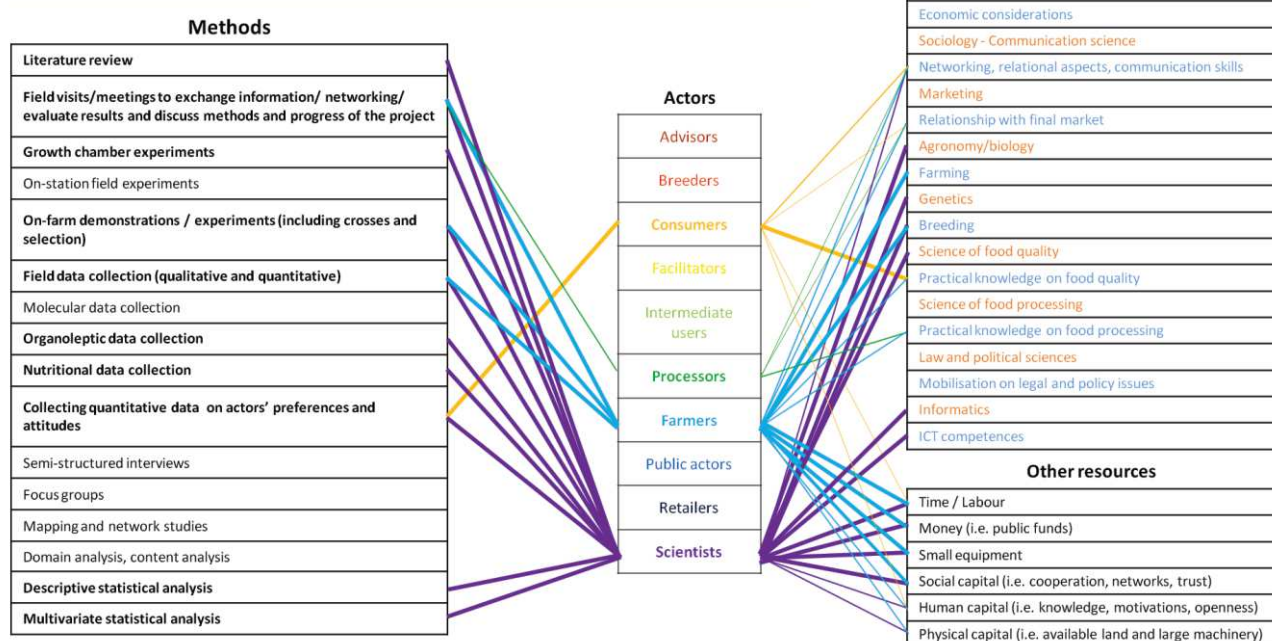 Methods
Literature review
Field visits/meetings to exchange information/ networking/
evaluate results and discuss methods and progress of the project
Growth chamber experiments
On-station field experiments
On-farm demonstrations / experiments (including crosses and
selection)
Field data collection (qualitative and quantitative)
Molecular data collection
Organoleptic data collection
Nutritional data collection
Collecting quantitative data on actors' preferences and
attitudes
Semi-structured interviews
Focus groups
Mapping and network studies
Domain analysis, content analysis
Descriptive statistical analysis
Multivariate statistical analysis
Actors
Advisors
Breeders
Consumers
Facilitators
Intermediate
users
Processors
Farmers
Public actors
Retailers
Scientists
Economic considerations
Sociology - Communication science
Networking, relational aspects, communication skills
Marketing
Relationship with final market
Agronomy/biology
Farming
Genetics
Breeding
Science of food quality
Practical knowledge on food quality
Science of food processing
Practical knowledge on food processing
Law and political sciences
Mobilisation on legal and policy issues
Informatics
ICT competences
Other resources
Time / Labour
Money (i.e. public funds)
Small equipment
Social capital (i.e. cooperation, networks, trust)
Human capital (i.e. knowledge, motivations, openness)
Physical capital (i.e. available land and large machinery)